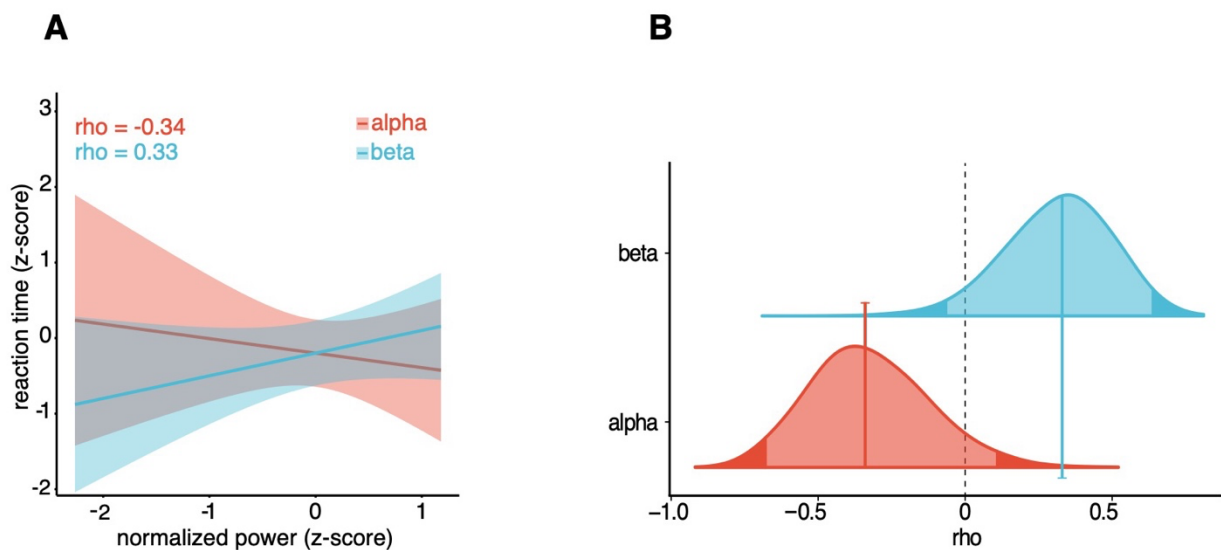 A
B
3
2
1
0
-1
-2
reaction time (z-score)
rho = -0.34
rho = 0.33
alpha
beta
-2
-1
0
1
normalized power (z-score)
beta
alpha
−1.0
−0.5
0
0.5
rho